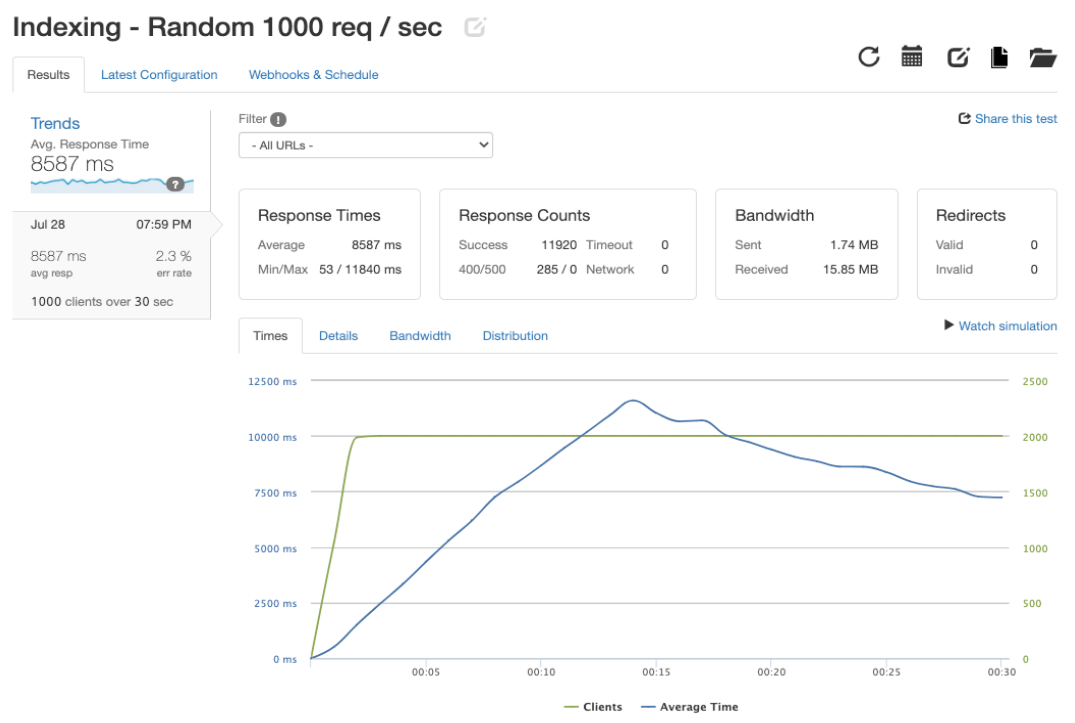 Indexing - Random 1000 req / sec
Results Latest Configuration Webhooks & Schedule
Trends
Avg. Response Time
8587 ms
?
Jul 28 07:59 PM
8587 ms 2.3 %
avg resp err rate
1000 clients over 30 sec
Filter !
Share this test
- All URLs -
Response Times
Average 8587 ms
Min/Max 53 / 11840 ms
Response Counts
Success 11920 Timeout 0
400/500 285 / 0 Network 0
Bandwidth
Sent 1.74 MB
Received 15.85 MB
Redirects
Valid 0
Invalid 0
Times Details Bandwidth Distribution
Watch simulation
12500 ms 2500
10000 ms 2000
7500 ms 1500
5000 ms 1000
2500 ms 500
0 ms 0
00:05 00:10 00:15 00:20 00:25 00:30
Clients Average Time